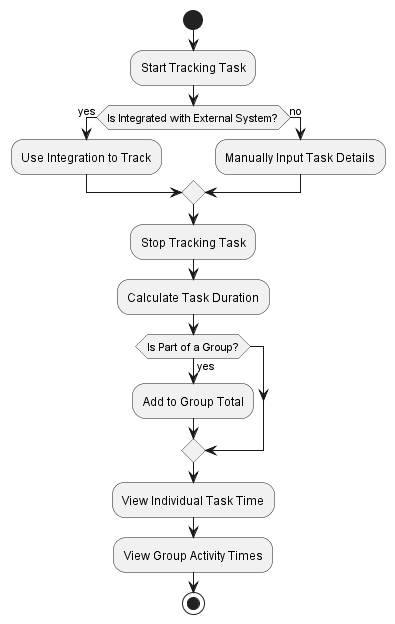 Start Tracking Task
yes
Is Integrated with External System?
no
Use Integration to Track
Manually Input Task Details
Stop Tracking Task
Calculate Task Duration
Is Part of a Group?
yes
Add to Group Total
View Individual Task Time
View Group Activity Times